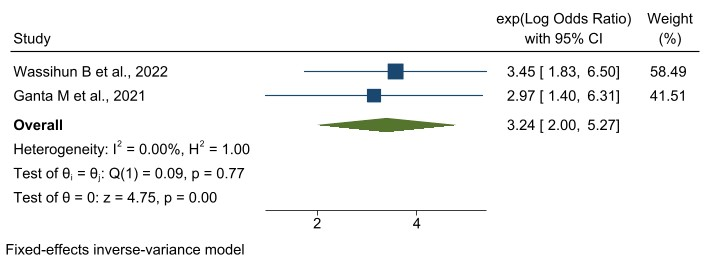 exp(Log Odds Ratio) Weight
Study with 95% CI (%)
Wassihun B et al., 2022 3.45 [ 1.83, 6.50] 58.49
Ganta M et al., 2021 2.97 [ 1.40, 6.31] 41.51
Overall 3.24 [ 2.00, 5.27]
Heterogeneity: I² = 0.00%, H² = 1.00
Test of θᵢ = θⱼ: Q(1) = 0.09, p = 0.77
Test of θ = 0: z = 4.75, p = 0.00
2 4
Fixed-effects inverse-variance model